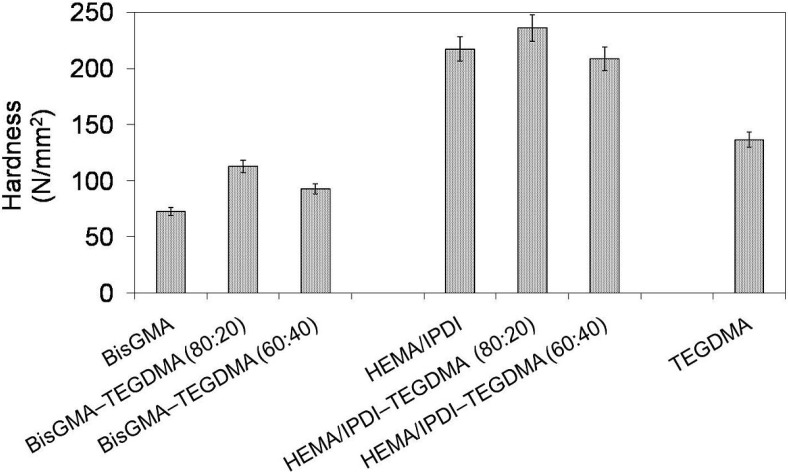 Hardness
(N/mm²)
250
200
150
100
50
0
BisGMA
BisGMA–TEGDMA (80:20)
BisGMA–TEGDMA (60:40)
HEMA/IPDI
HEMA/IPDI–TEGDMA (80:20)
HEMA/IPDI–TEGDMA (60:40)
TEGDMA